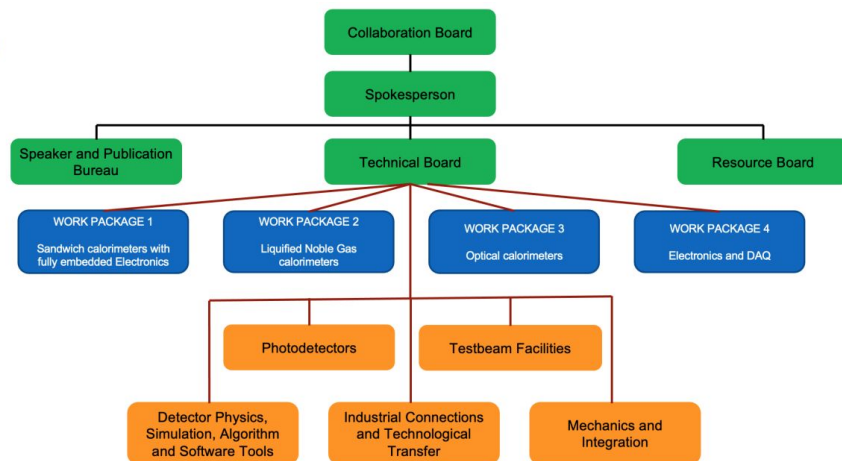 Collaboration Board
Spokesperson
Speaker and Publication
Bureau
Technical Board
Resource Board
WORK PACKAGE 1
Sandwich calorimeters with
fully embedded Electronics
WORK PACKAGE 2
Liquified Noble Gas
calorimeters
WORK PACKAGE 3
Optical calorimeters
WORK PACKAGE 4
Electronics and DAQ
Photodetectors
Testbeam Facilities
Detector Physics,
Simulation, Algorithm
and Software Tools
Industrial Connections
and Technological
Transfer
Mechanics and
Integration